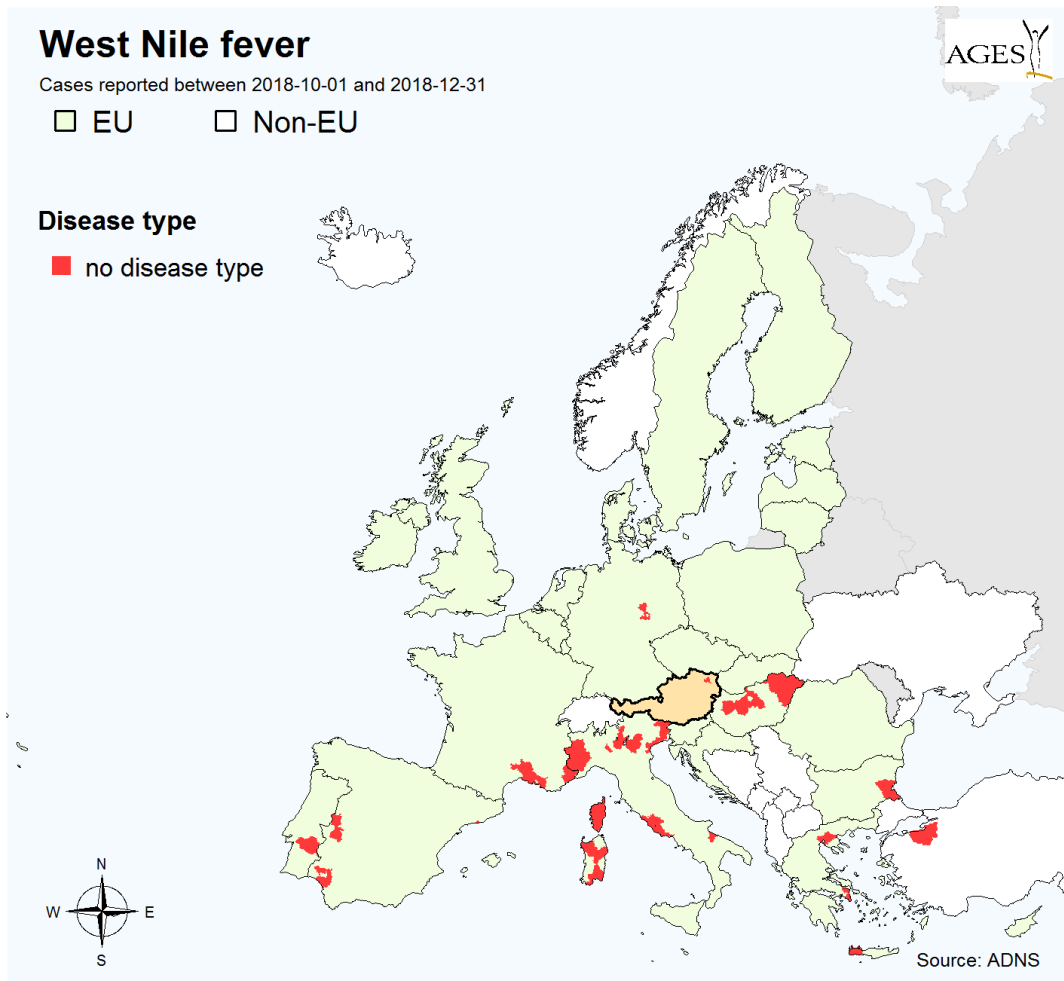 West Nile fever
Cases reported between 2018-10-01 and 2018-12-31
EU Non-EU
AGES
Disease type
no disease type
N
W E
S
Source: ADNS